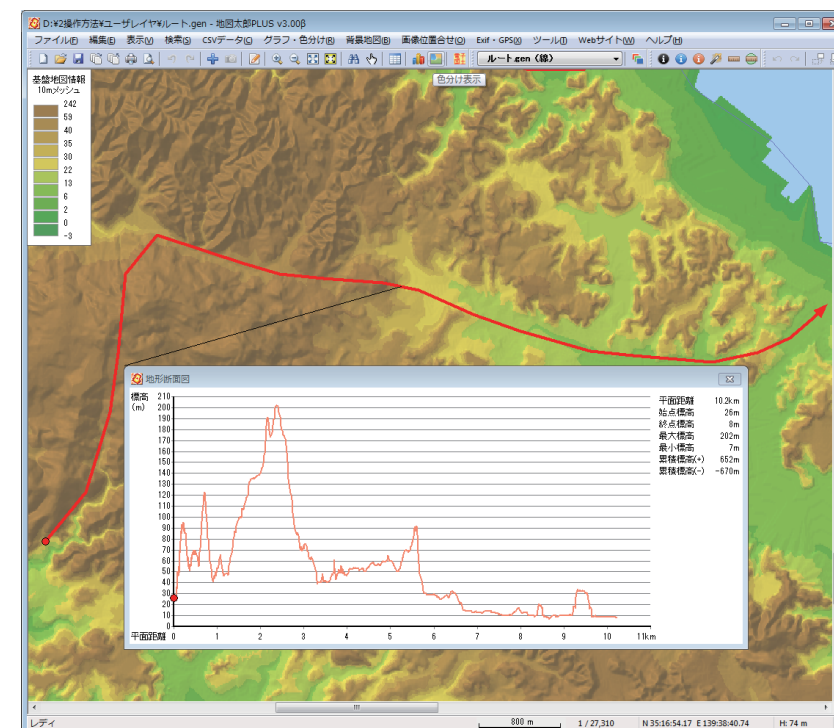 D:¥2操作方法¥ユーザレイヤ¥ルート.gen - 地図太郎PLUS v3.00β
ファイル(F) 編集(E) 表示(V) 検索(S) CSVデータ(C) グラフ・色分け(R) 背景地図(B) 画像位置合せ(O) Exif・GPS(X) ツール(T) Webサイト(W) ヘルプ(H)
ルート.gen (線)
色分け表示
基盤地図情報
10mメッシュ
242
59
40
35
30
22
13
6
2
0
-3
地形断面図
標高
(m)
210
200
190
180
170
160
150
140
130
120
110
100
90
80
70
60
50
40
30
20
10
0
平面距離 0 1 2 3 4 5 6 7 8 9 10 11km
平面距離 10.2km
始点標高 26m
終点標高 8m
最大標高 202m
最小標高 7m
累積標高(+) 652m
累積標高(-) -670m
レディ 800 m 1 / 27,310 N 35:16:54.17 E 139:38:40.74 H: 74 m